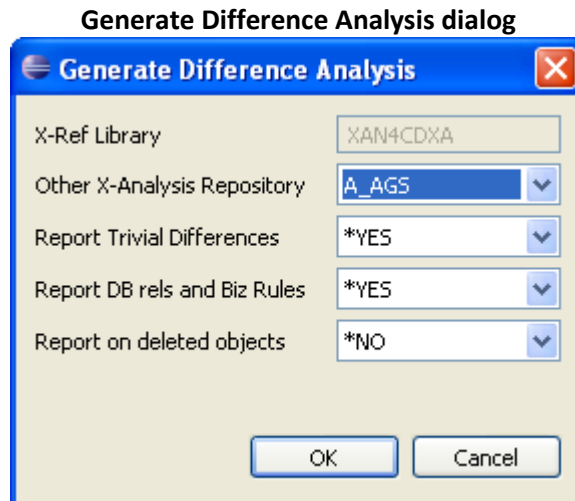 Generate Difference Analysis dialog
Generate Difference Analysis
X-Ref Library XAN4CDXA
Other X-Analysis Repository A_AGS
Report Trivial Differences *YES
Report DB rels and Biz Rules *YES
Report on deleted objects *NO
OK Cancel